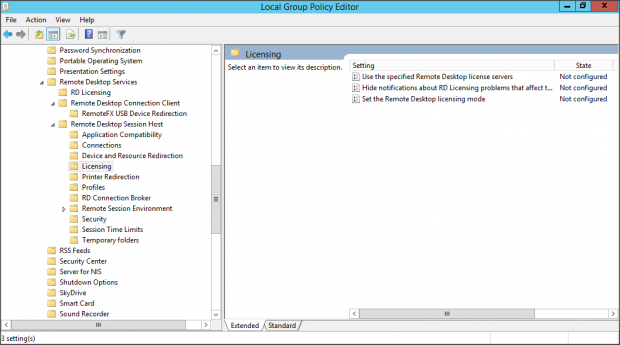 Local Group Policy Editor
File Action View Help
Password Synchronization
Portable Operating System
Presentation Settings
Remote Desktop Services
RD Licensing
Remote Desktop Connection Client
RemoteFX USB Device Redirection
Remote Desktop Session Host
Application Compatibility
Connections
Device and Resource Redirection
Licensing
Printer Redirection
Profiles
RD Connection Broker
Remote Session Environment
Security
Session Time Limits
Temporary folders
RSS Feeds
Security Center
Server for NIS
Shutdown Options
SkyDrive
Smart Card
Sound Recorder
Licensing
Select an item to view its description.
Setting State
Use the specified Remote Desktop license servers Not configured
Hide notifications about RD Licensing problems that affect t... Not configured
Set the Remote Desktop licensing mode Not configured
Extended Standard
3 setting(s)